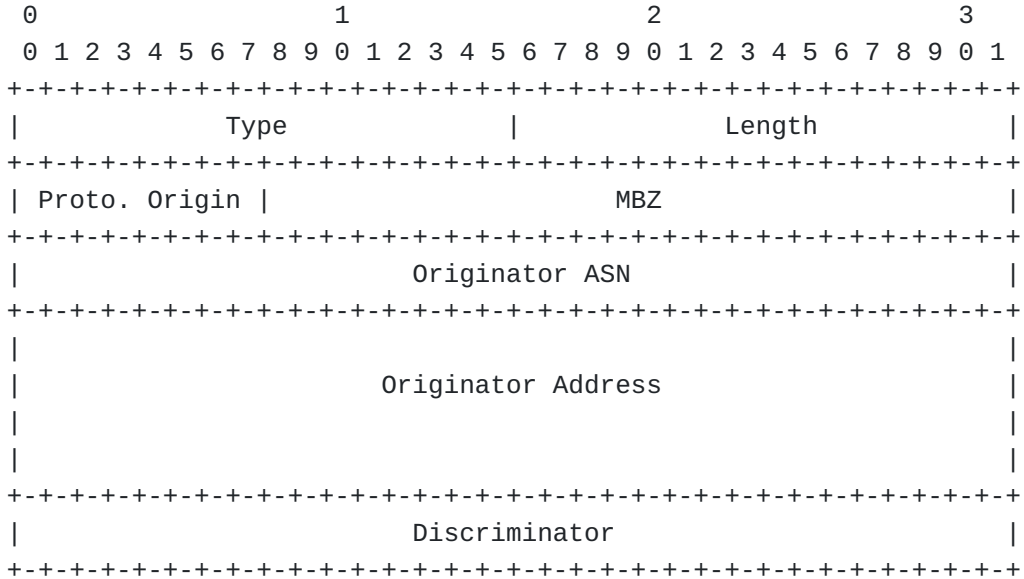 0                   1                   2                   3
 0 1 2 3 4 5 6 7 8 9 0 1 2 3 4 5 6 7 8 9 0 1 2 3 4 5 6 7 8 9 0 1
+-+-+-+-+-+-+-+-+-+-+-+-+-+-+-+-+-+-+-+-+-+-+-+-+-+-+-+-+-+-+-+-+
|             Type              |             Length            |
+-+-+-+-+-+-+-+-+-+-+-+-+-+-+-+-+-+-+-+-+-+-+-+-+-+-+-+-+-+-+-+-+
| Proto. Origin |                      MBZ                      |
+-+-+-+-+-+-+-+-+-+-+-+-+-+-+-+-+-+-+-+-+-+-+-+-+-+-+-+-+-+-+-+-+
|                         Originator ASN                        |
+-+-+-+-+-+-+-+-+-+-+-+-+-+-+-+-+-+-+-+-+-+-+-+-+-+-+-+-+-+-+-+-+
|                                                               |
|                       Originator Address                      |
|                                                               |
|                                                               |
+-+-+-+-+-+-+-+-+-+-+-+-+-+-+-+-+-+-+-+-+-+-+-+-+-+-+-+-+-+-+-+-+
|                         Discriminator                         |
+-+-+-+-+-+-+-+-+-+-+-+-+-+-+-+-+-+-+-+-+-+-+-+-+-+-+-+-+-+-+-+-+